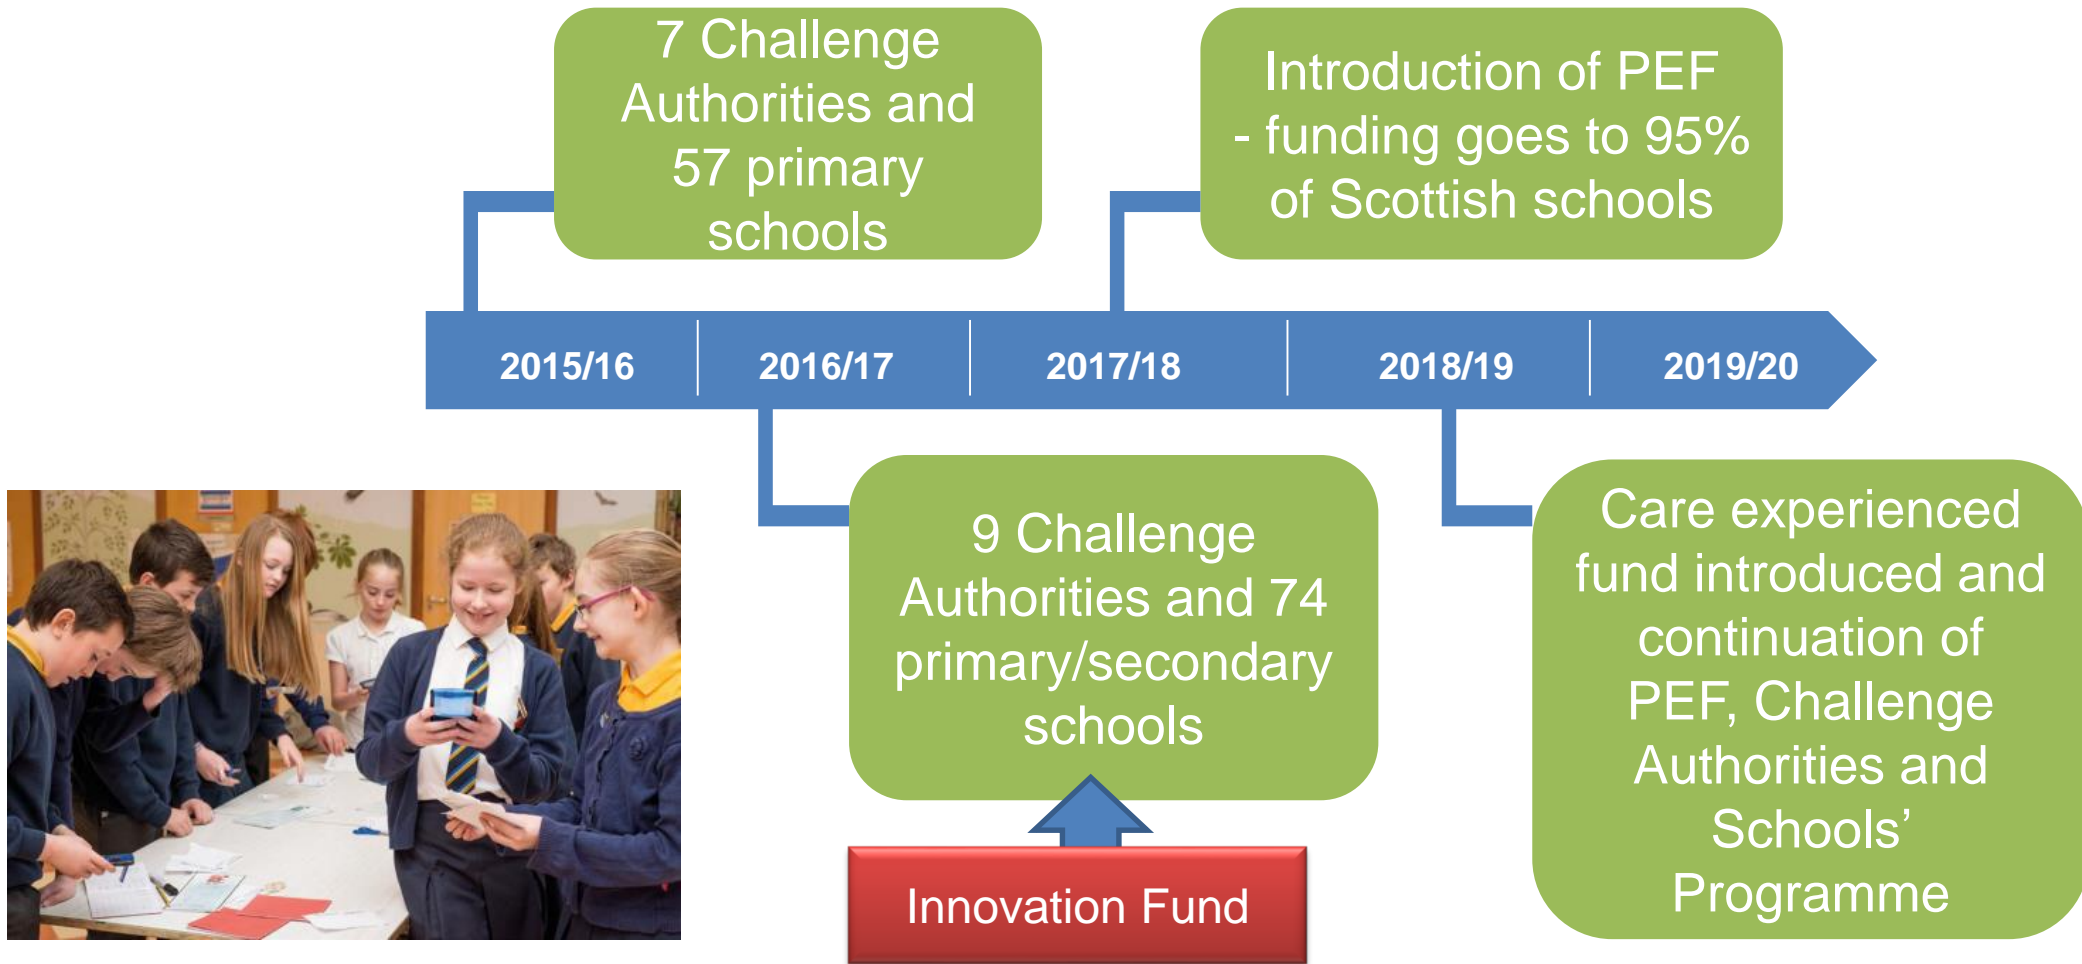 7 Challenge
Authorities and
57 primary
schools
Introduction of PEF
- funding goes to 95%
of Scottish schools
2015/16
2016/17
2017/18
2018/19
2019/20
9 Challenge
Authorities and 74
primary/secondary
schools
Innovation Fund
Care experienced
fund introduced and
continuation of
PEF, Challenge
Authorities and
Schools’
Programme